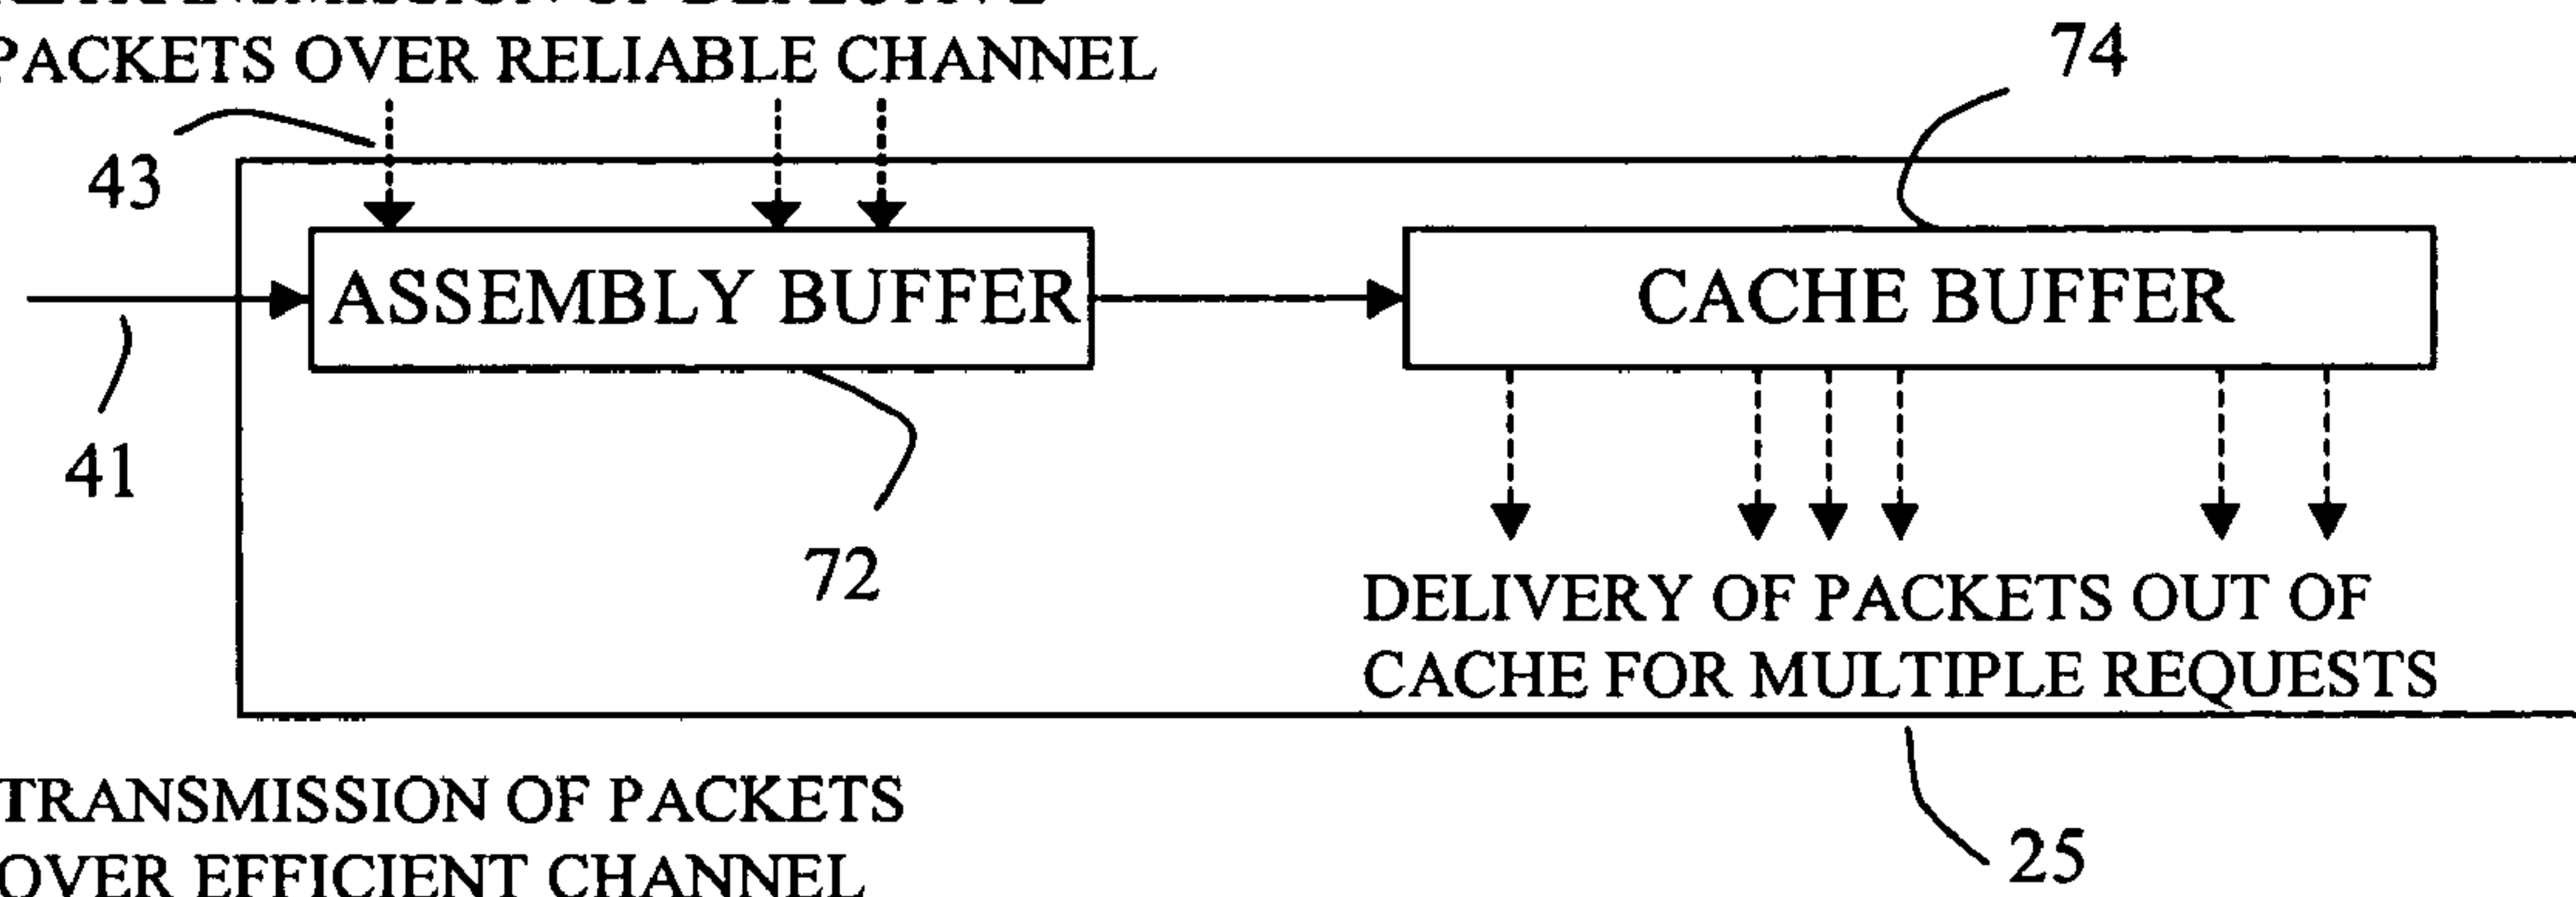 PACKETS OVER RELIABLE CHANNEL
74
43
ASSEMBLY BUFFER
CACHE BUFFER
41
72
DELIVERY OF PACKETS OUT OF
CACHE FOR MULTIPLE REQUESTS
TRANSMISSION OF PACKETS
OVER EFFICIENT CHANNEL
25